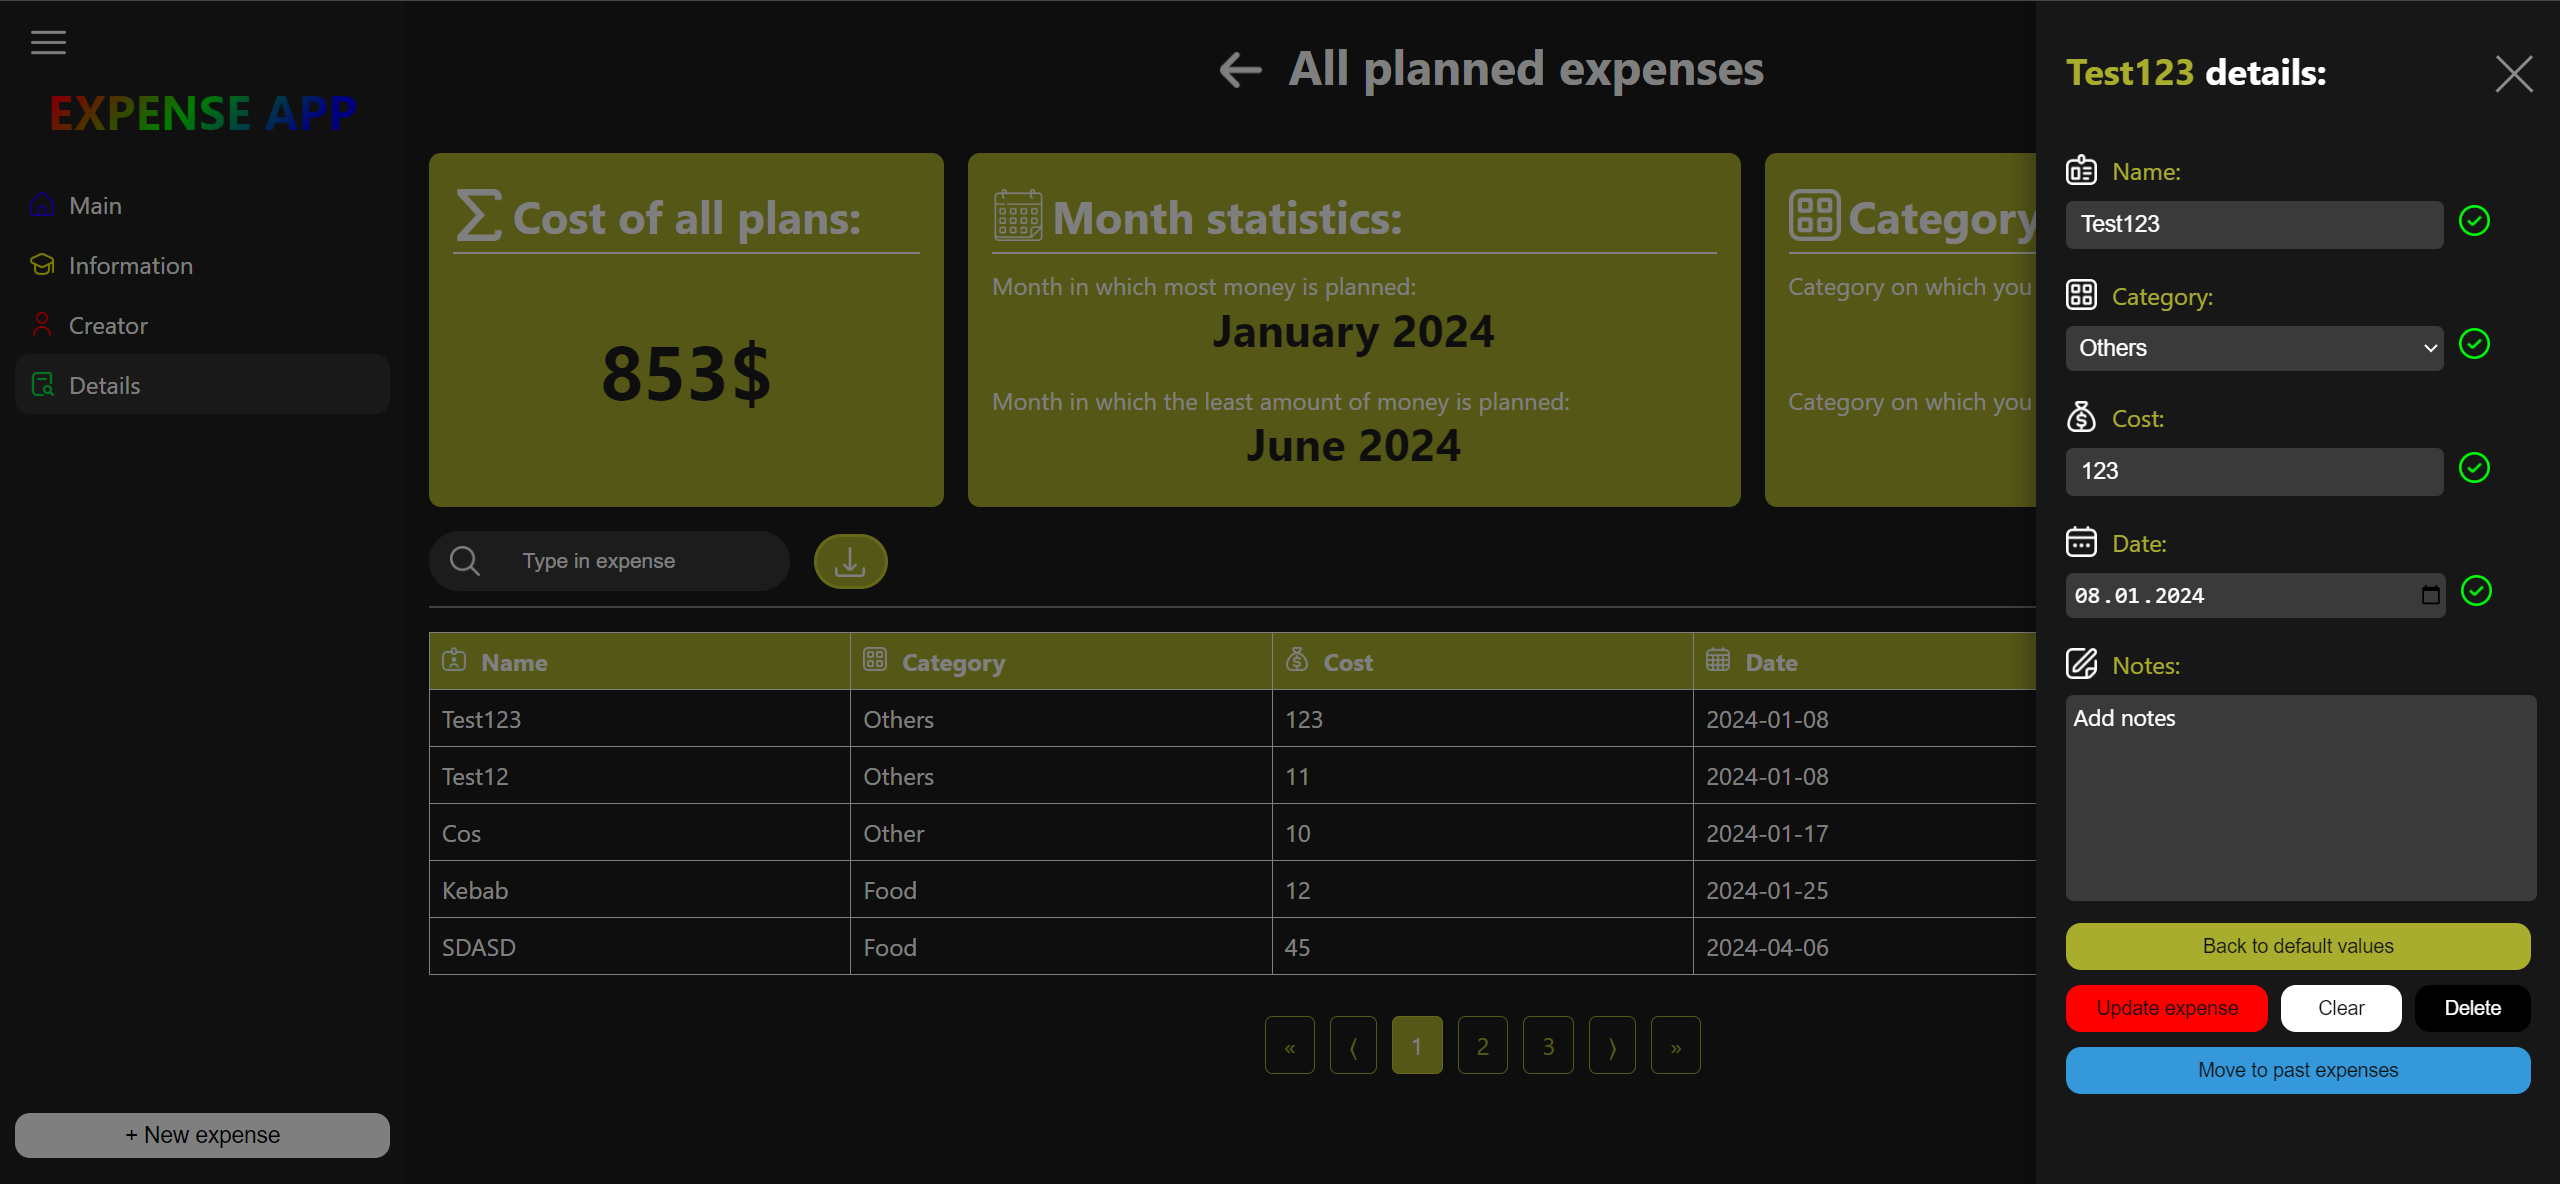 EXPENSE APP
Main
Information
Creator
Details
+ New expense
All planned expenses
Cost of all plans:
853$
Month statistics:
Month in which most money is planned:
January 2024
Month in which the least amount of money is planned:
June 2024
Category
Category on which you
Category on which you
Type in expense
Name Category Cost Date
Test123 Others 123 2024-01-08
Test12 Others 11 2024-01-08
Cos Other 10 2024-01-17
Kebab Food 12 2024-01-25
SDASD Food 45 2024-04-06
« ⟨ 1 2 3 ⟩ »
Test123 details:
Name:
Test123
Category:
Others
Cost:
123
Date:
08.01.2024
Notes:
Add notes
Back to default values
Update expense Clear Delete
Move to past expenses